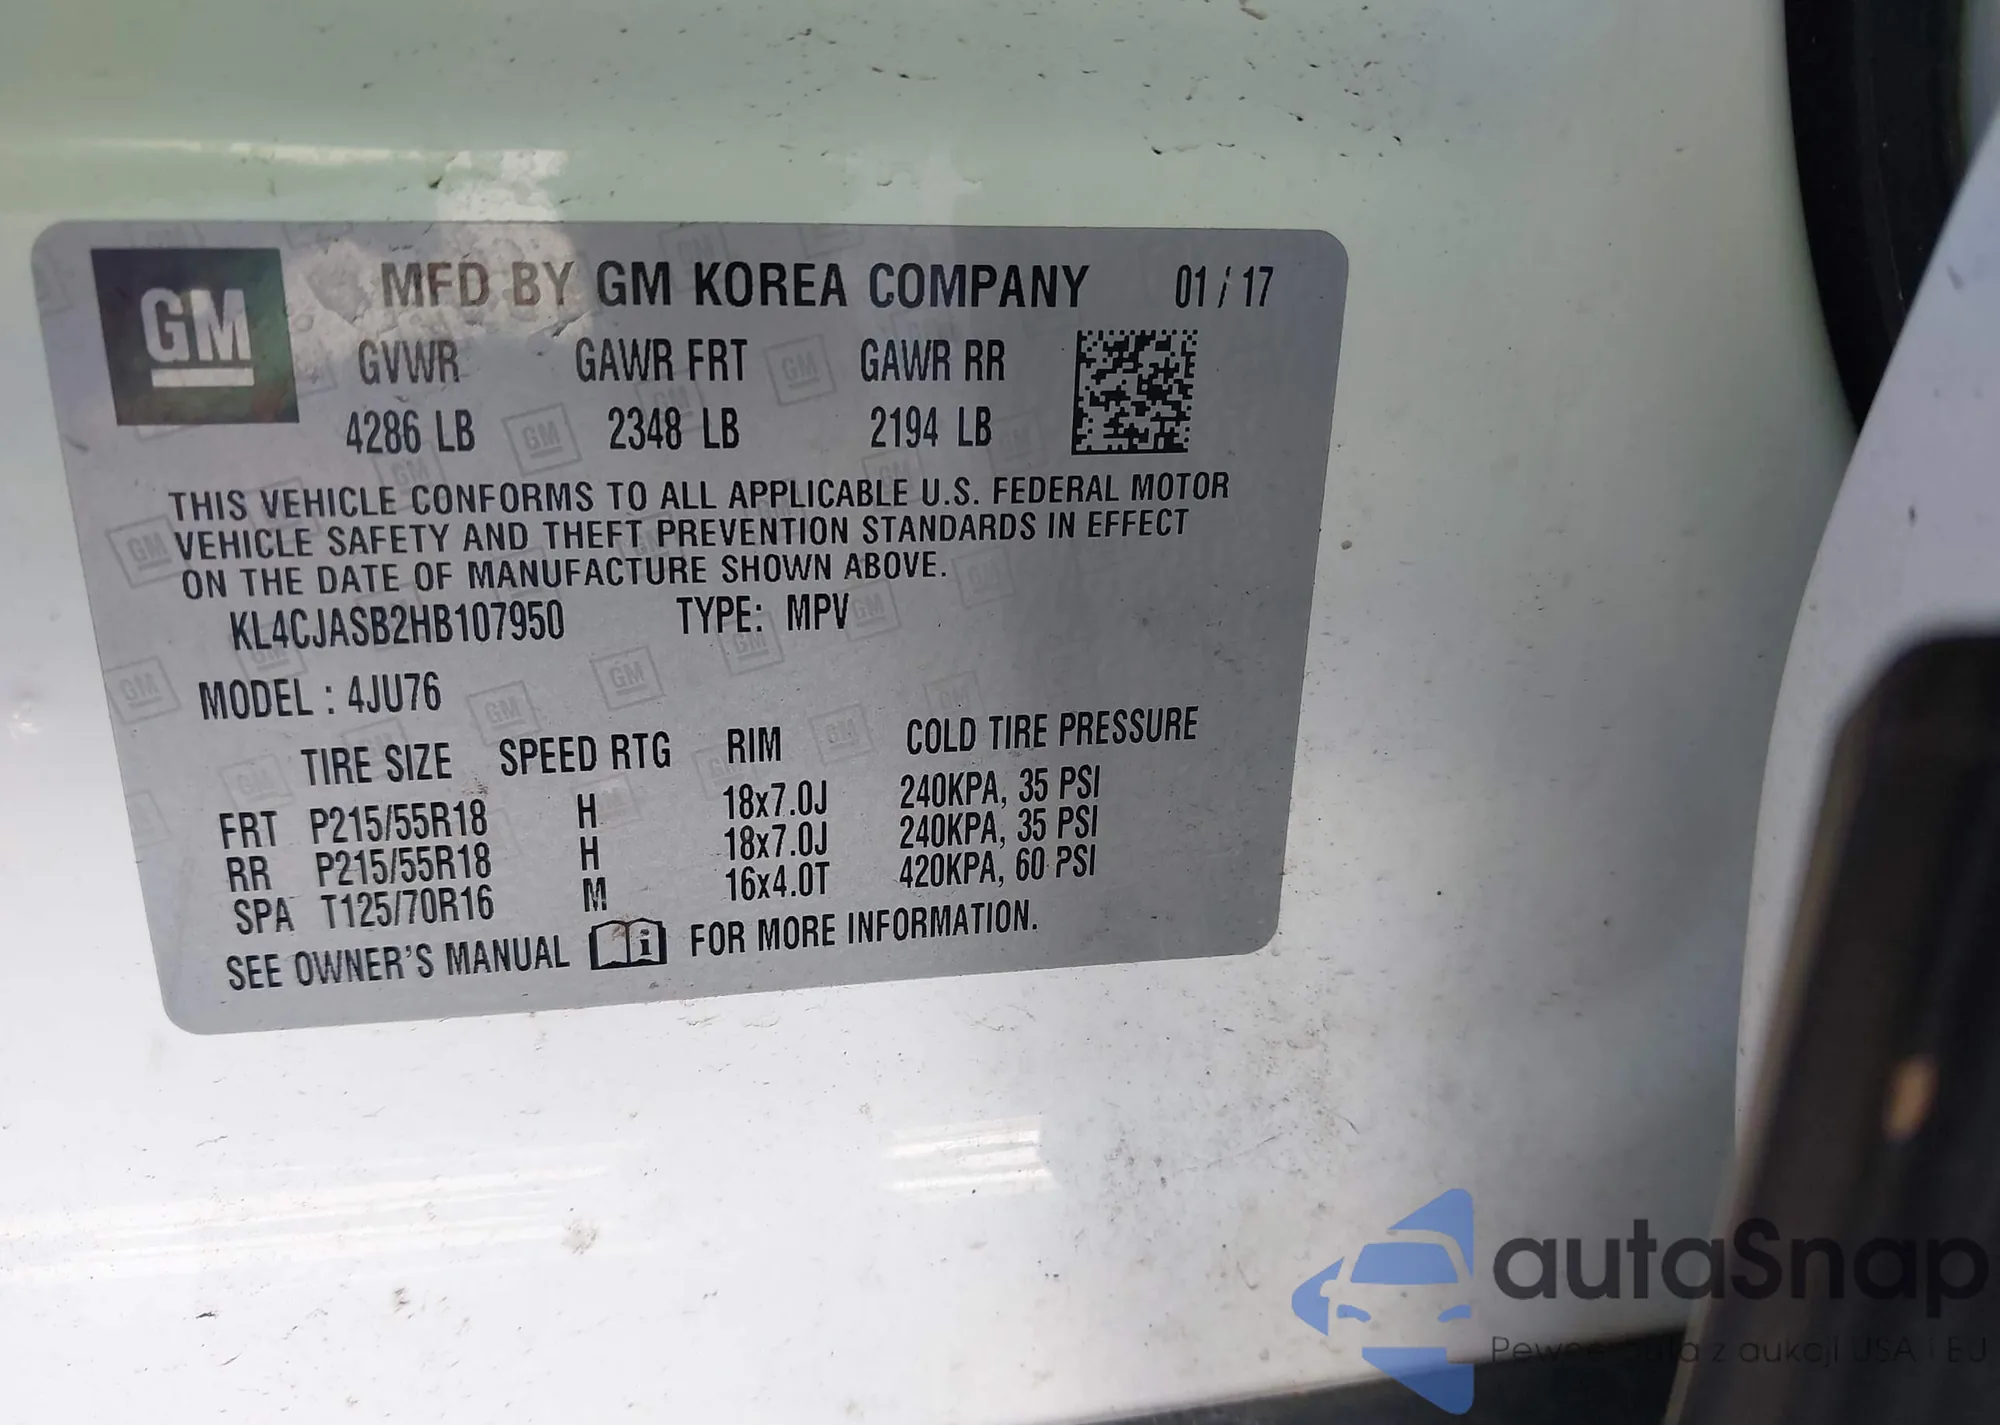 GM MFD BY GM KOREA COMPANY 01/17
GVWR GAWR FRT GAWR RR
4286 LB 2348 LB 2194 LB
THIS VEHICLE CONFORMS TO ALL APPLICABLE U.S. FEDERAL MOTOR
VEHICLE SAFETY AND THEFT PREVENTION STANDARDS IN EFFECT
ON THE DATE OF MANUFACTURE SHOWN ABOVE.
KL4CJASB2HB107950 TYPE: MPV
MODEL : 4JU76
TIRE SIZE SPEED RTG RIM COLD TIRE PRESSURE
FRT P215/55R18 H 18x7.0J 240KPA, 35 PSI
RR P215/55R18 H 18x7.0J 240KPA, 35 PSI
SPA T125/70R16 M 16x4.0T 420KPA, 60 PSI
SEE OWNER'S MANUAL i FOR MORE INFORMATION.
autaSnap
auta z aukcji USA i EU